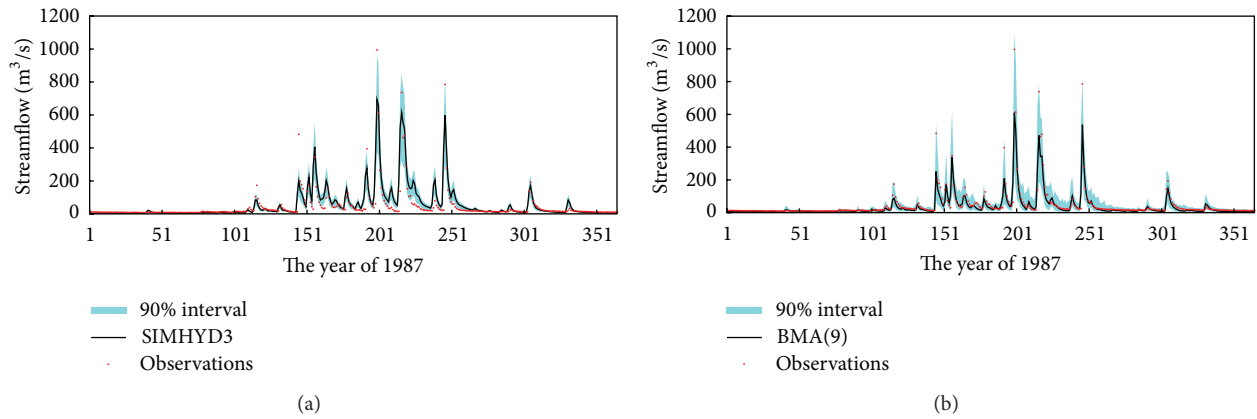 1200
1000
800
600
400
200
0
Streamflow (m³/s)
1 51 101 151 201 251 301 351
The year of 1987
90% interval
SIMHYD3
Observations
(a)
1200
1000
800
600
400
200
0
Streamflow (m³/s)
1 51 101 151 201 251 301 351
The year of 1987
90% interval
BMA(9)
Observations
(b)